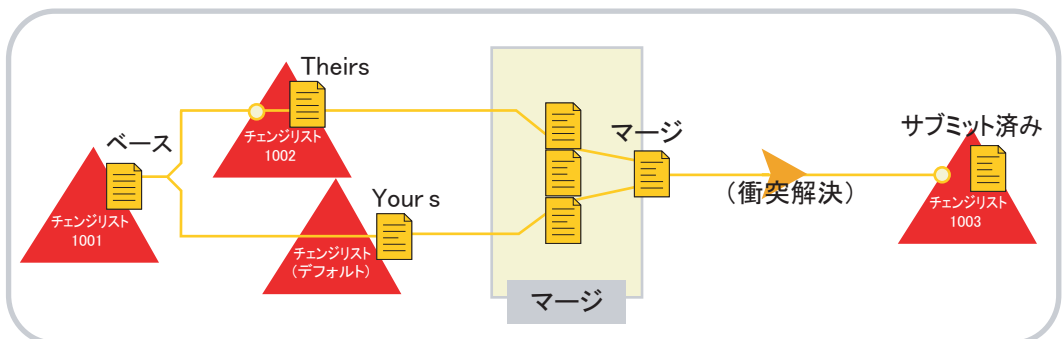 Theirs
チェンジリスト
1002
ベース
チェンジリスト
1001
Your s
チェンジリスト
(デフォルト)
マージ
マージ
(衝突解決)
サブミット済み
チェンジリスト
1003